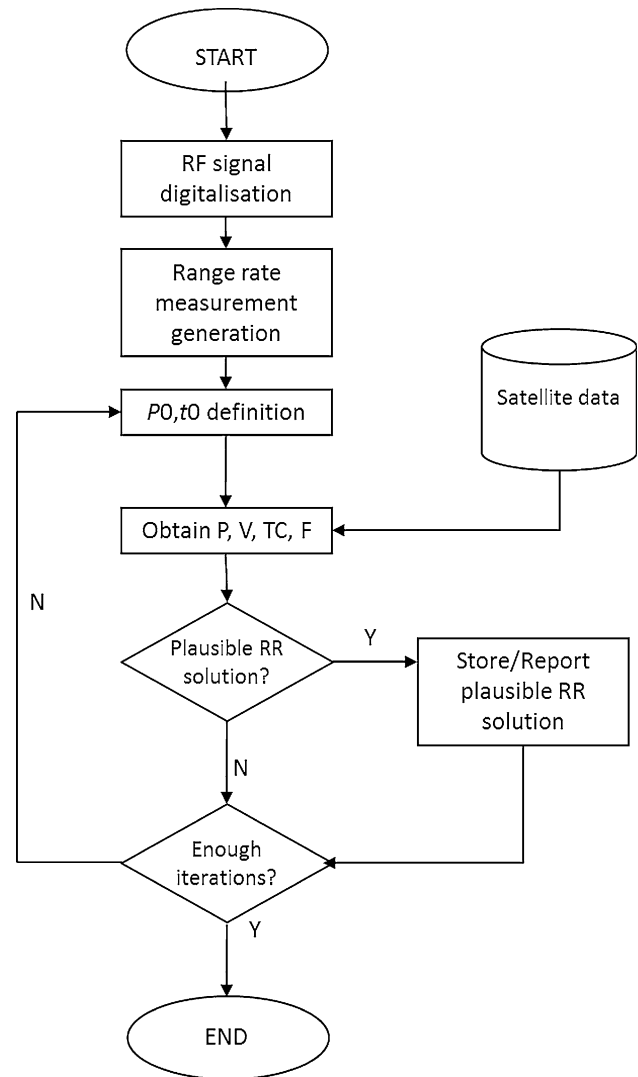 START
RF signal
digitalisation
Range rate
measurement
generation
P0,t0 definition
Satellite data
Obtain P, V, TC, F
N
Plausible RR
solution?
Y
Store/Report
plausible RR
solution
N
Enough
iterations?
Y
END